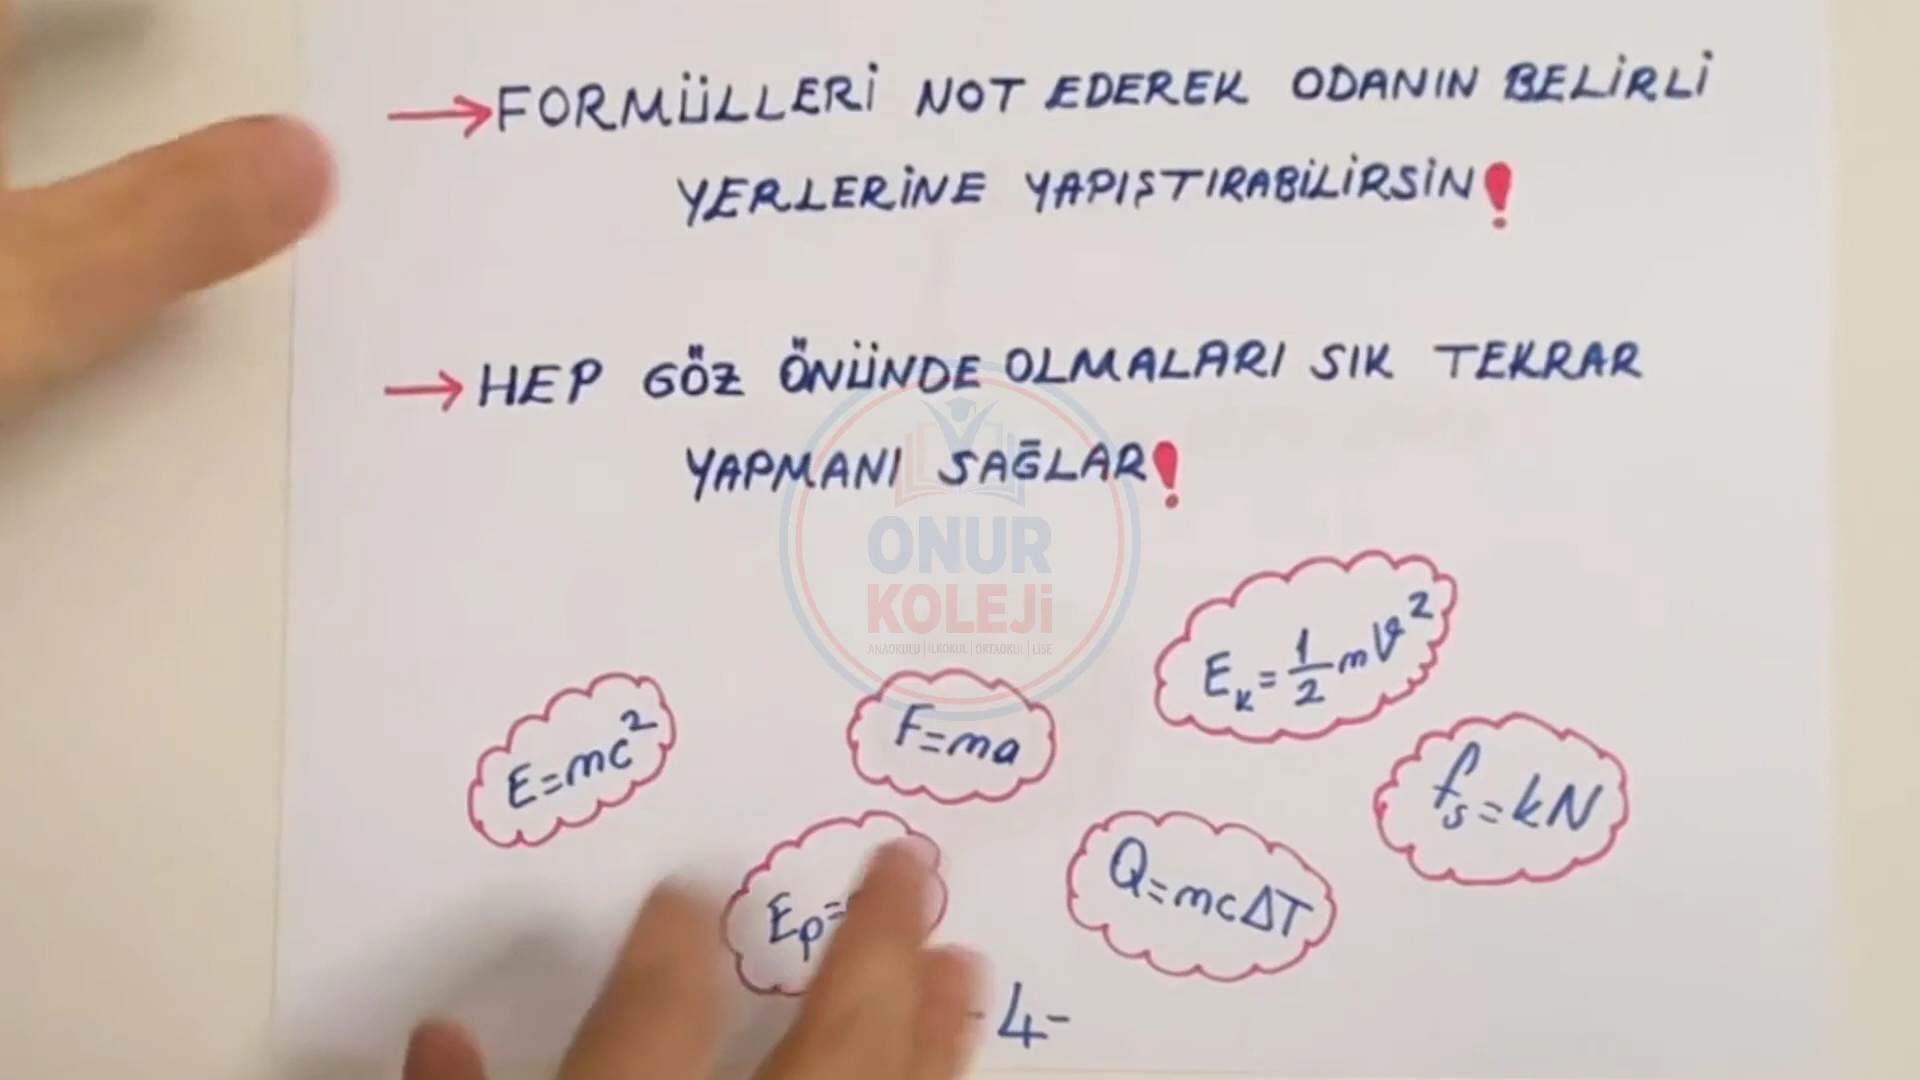 →FORMÜLLERİ NOT EDEREK ODANIN BELİRLİ
YERLERİNE YAPIŞTIRABİLİRSİN!
→HEP GÖZ ÖNÜNDE OLMALARI SIK TEKRAR
YAPMANI SAĞLAR!
ONUR
KOLEJİ
ANAOKULU | İLKOKUL | ORTAOKUL | LİSE
E=mc²
F=ma
Eₖ=1/2mV²
fₛ=kN
Eₚ=
Q=mcΔT
-4-